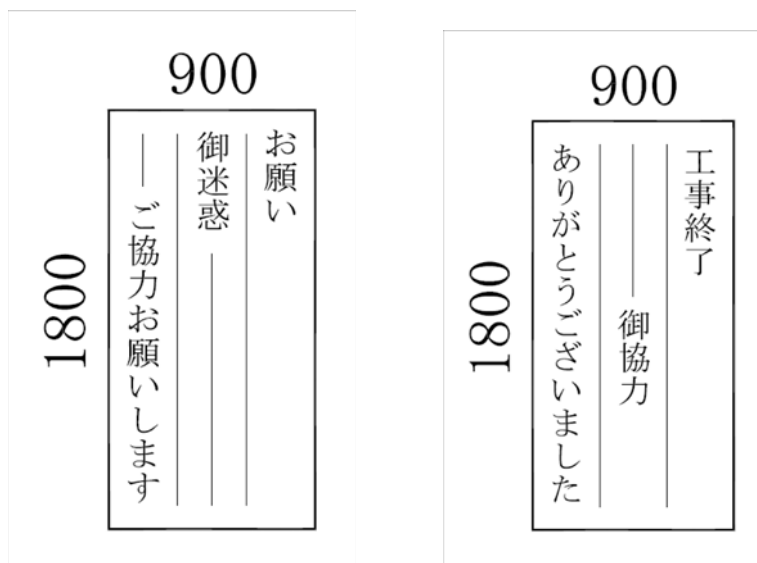 900
1800
お願い
御迷惑
ご協力お願いします
900
1800
工事終了
御協力
ありがとうございました